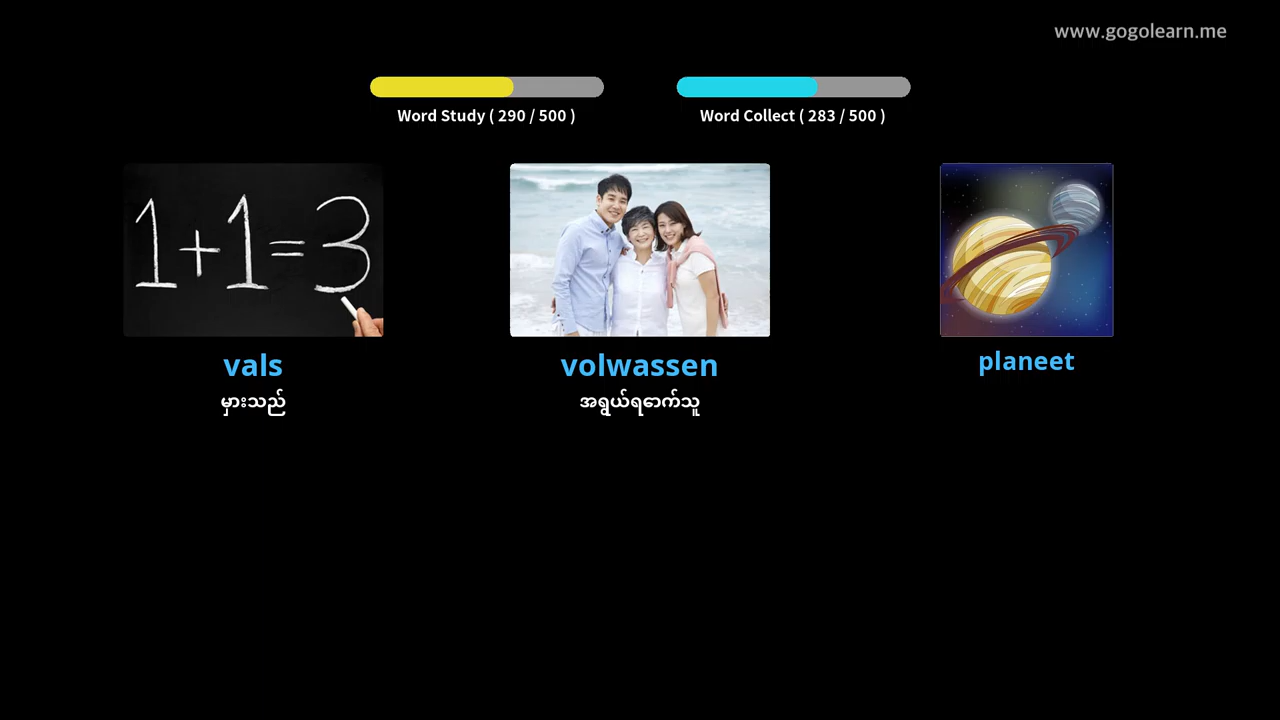 www.gogolearn.me
Word Study ( 290 / 500 )
Word Collect ( 283 / 500 )
1+1=3
vals
မှားသည်
volwassen
အရွယ်ရောက်သူ
planeet